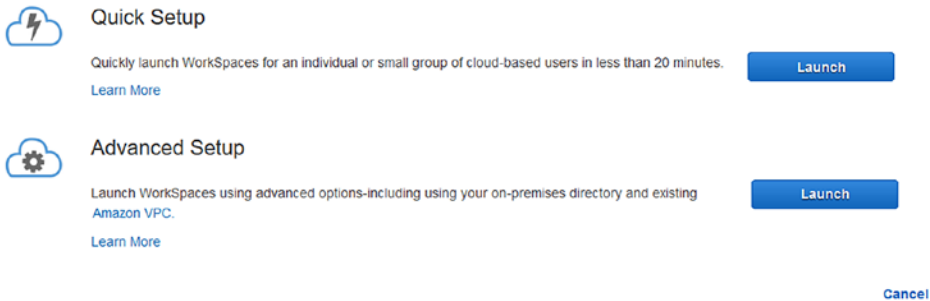 Quick Setup
Quickly launch WorkSpaces for an individual or small group of cloud-based users in less than 20 minutes.
Launch
Learn More
Advanced Setup
Launch WorkSpaces using advanced options-including using your on-premises directory and existing
Amazon VPC.
Launch
Learn More
Cancel